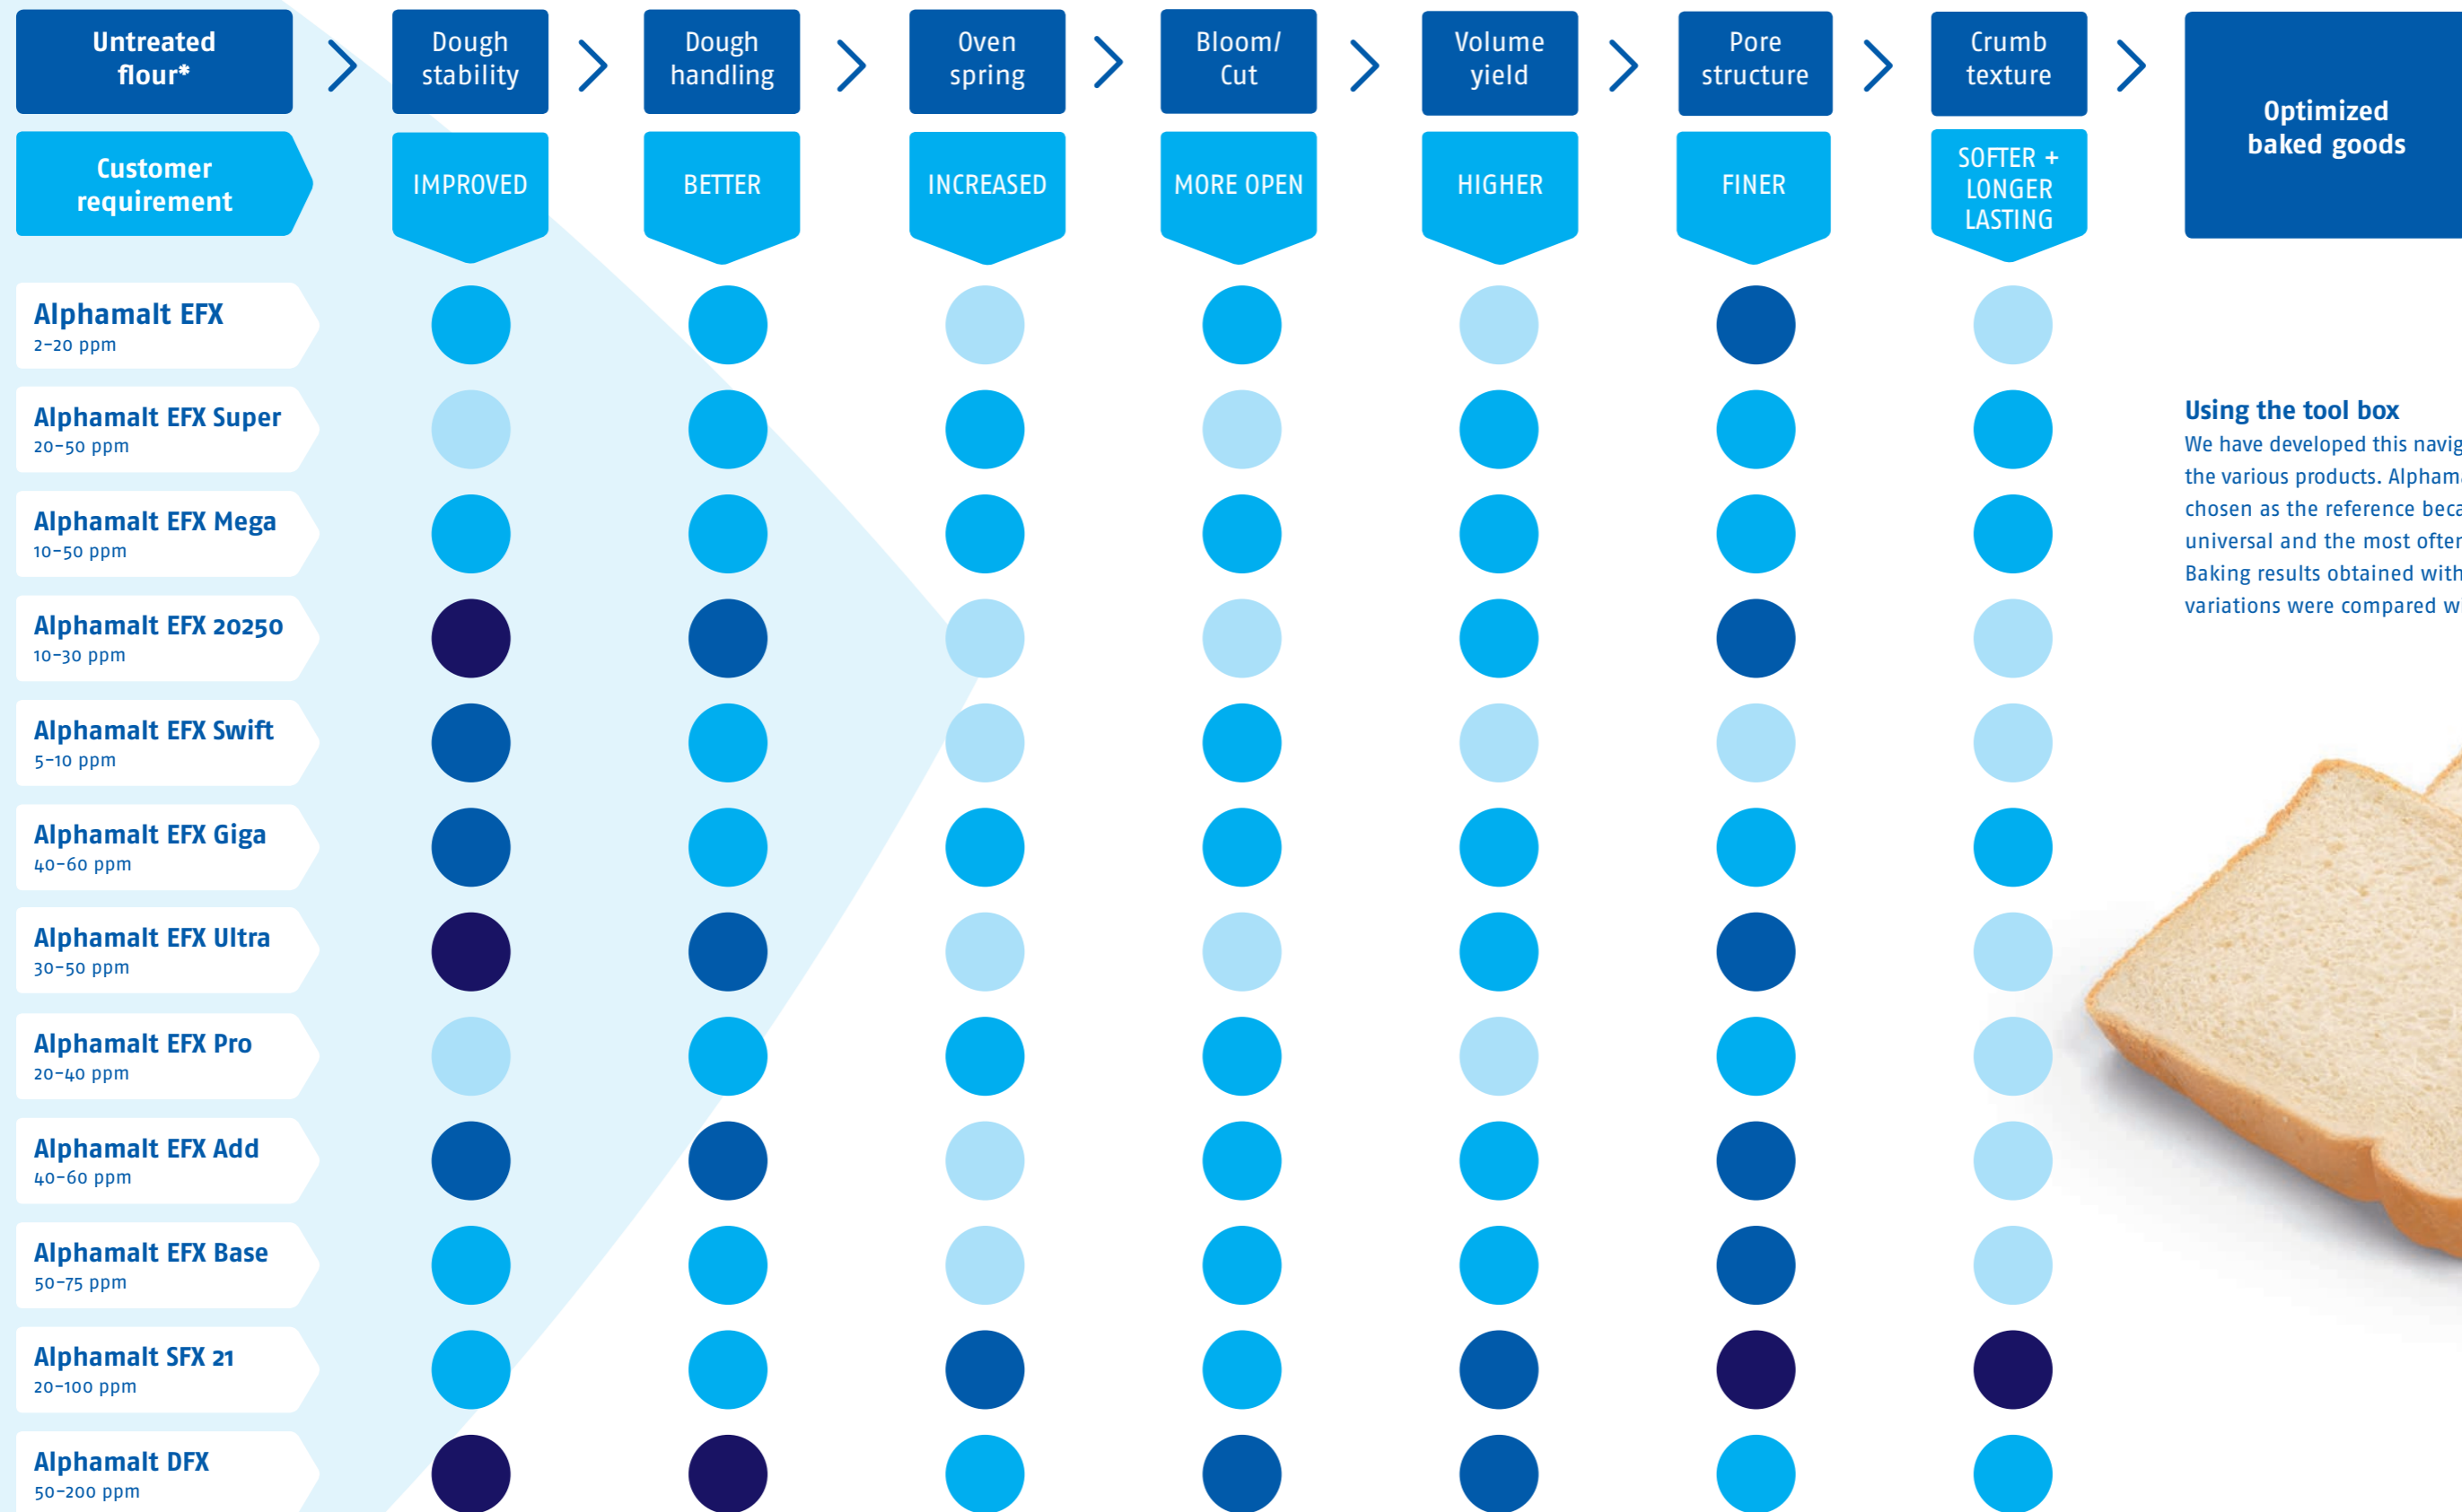 Untreated
flour*
Dough
stability
Dough
handling
Oven
spring
Bloom/
Cut
Volume
yield
Pore
structure
Crumb
texture
Optimized
baked goods
Customer
requirement
IMPROVED
BETTER
INCREASED
MORE OPEN
HIGHER
FINER
SOFTER +
LONGER
LASTING
Alphamalt EFX
2–20 ppm
Alphamalt EFX Super
20–50 ppm
Alphamalt EFX Mega
10–50 ppm
Alphamalt EFX 20250
10–30 ppm
Alphamalt EFX Swift
5–10 ppm
Alphamalt EFX Giga
40–60 ppm
Alphamalt EFX Ultra
30–50 ppm
Alphamalt EFX Pro
20–40 ppm
Alphamalt EFX Add
40–60 ppm
Alphamalt EFX Base
50–75 ppm
Alphamalt SFX 21
20–100 ppm
Alphamalt DFX
50–200 ppm
Using the tool box
We have developed this
the various products.
chosen as the reference
universal and the most
Baking results obtained with
variations were compared